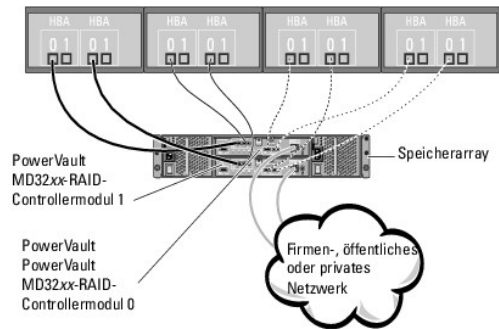 HBA HBA HBA HBA HBA HBA HBA HBA
0 1 0 1 0 1 0 1 0 1 0 1 0 1 0 1
Speicherarray
PowerVault
MD32xx-RAID-
Controllermodul 1
PowerVault
PowerVault
MD32xx-RAID-
Controllermodul 0
Firmen-, öffentliches
oder privates
Netzwerk